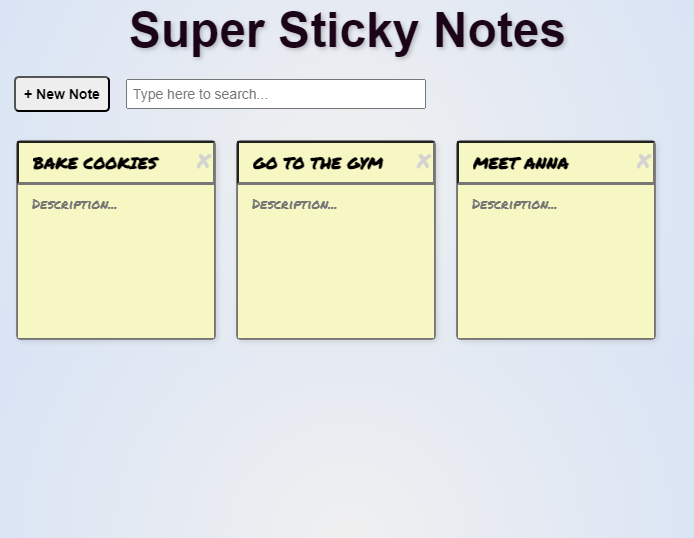 Super Sticky Notes
+ New Note
Type here to search...
BAKE COOKIES x
GO TO THE GYM x
MEET ANNA x
Description...
Description...
Description...